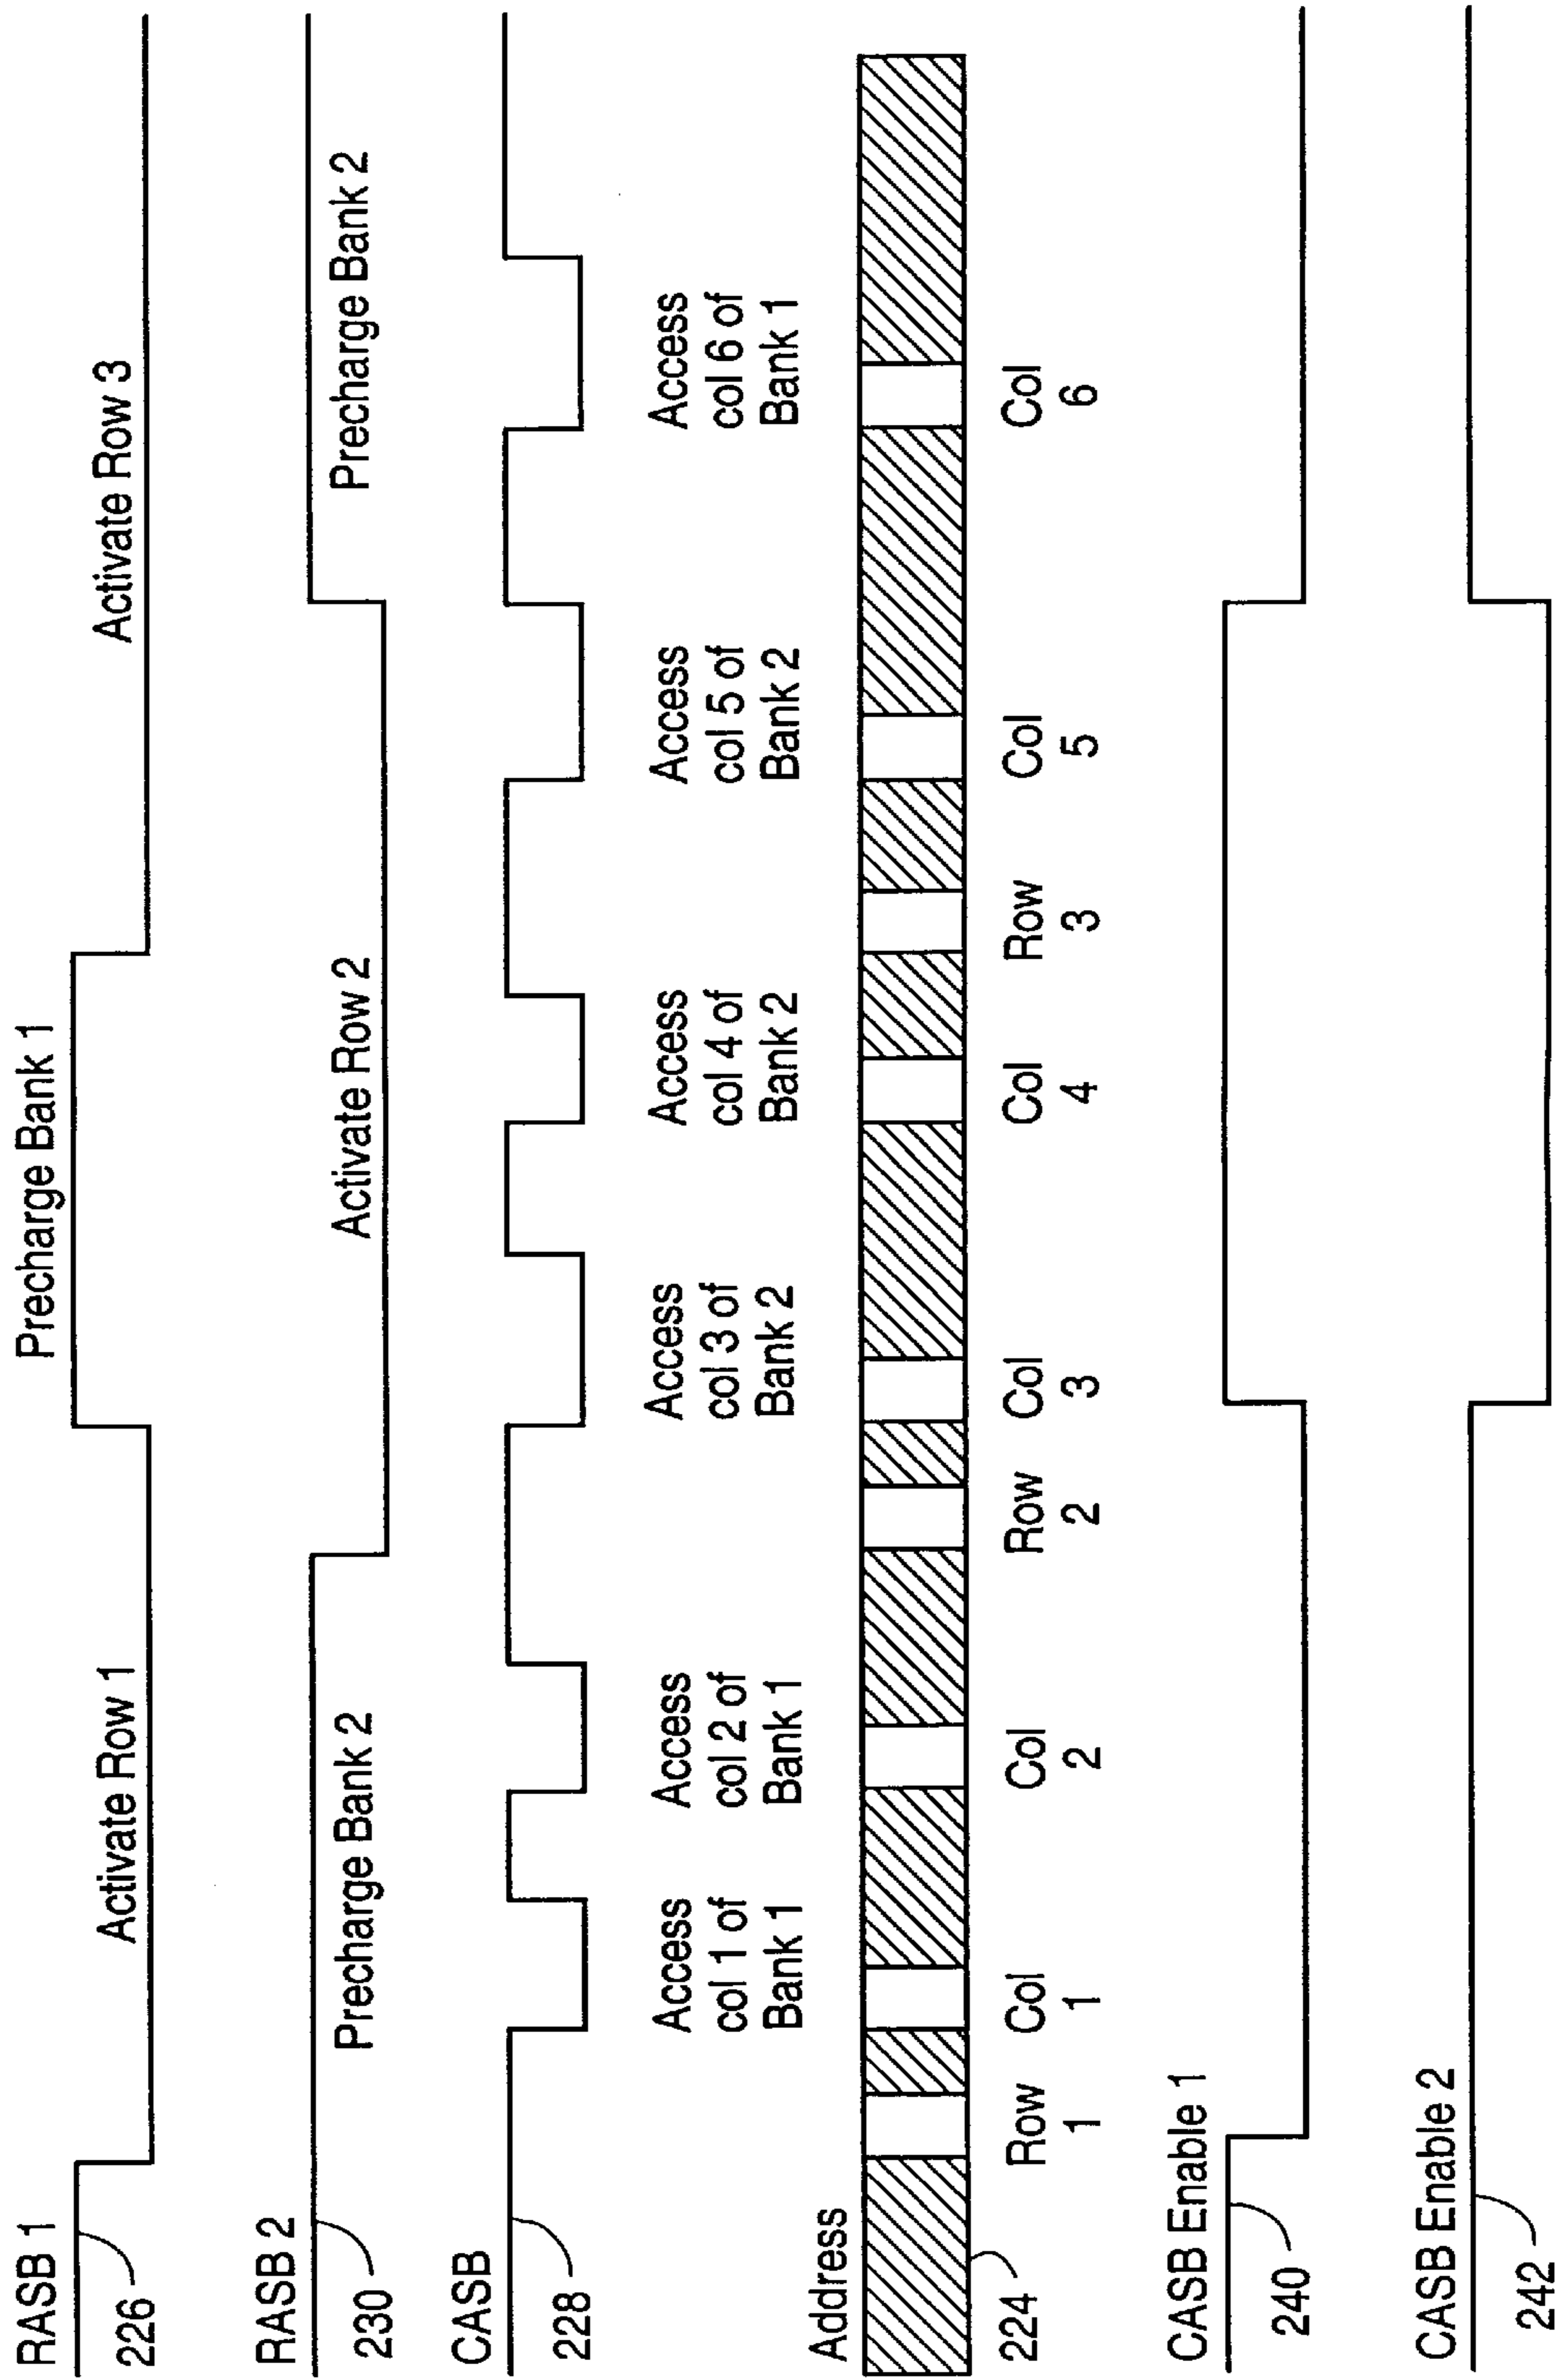 RASB 1
226
Activate Row 1
Precharge Bank 1
Activate Row 3
RASB 2
230
Precharge Bank 2
Activate Row 2
Precharge Bank 2
CASB
228
Access
col 1 of
Bank 1
Access
col 2 of
Bank 1
Access
col 3 of
Bank 2
Access
col 4 of
Bank 2
Access
col 5 of
Bank 2
Access
col 6 of
Bank 1
Address
224
Row
1
Col
1
Col
2
Row
2
Col
3
Col
4
Row
3
Col
5
Col
6
CASB Enable 1
240
CASB Enable 2
242